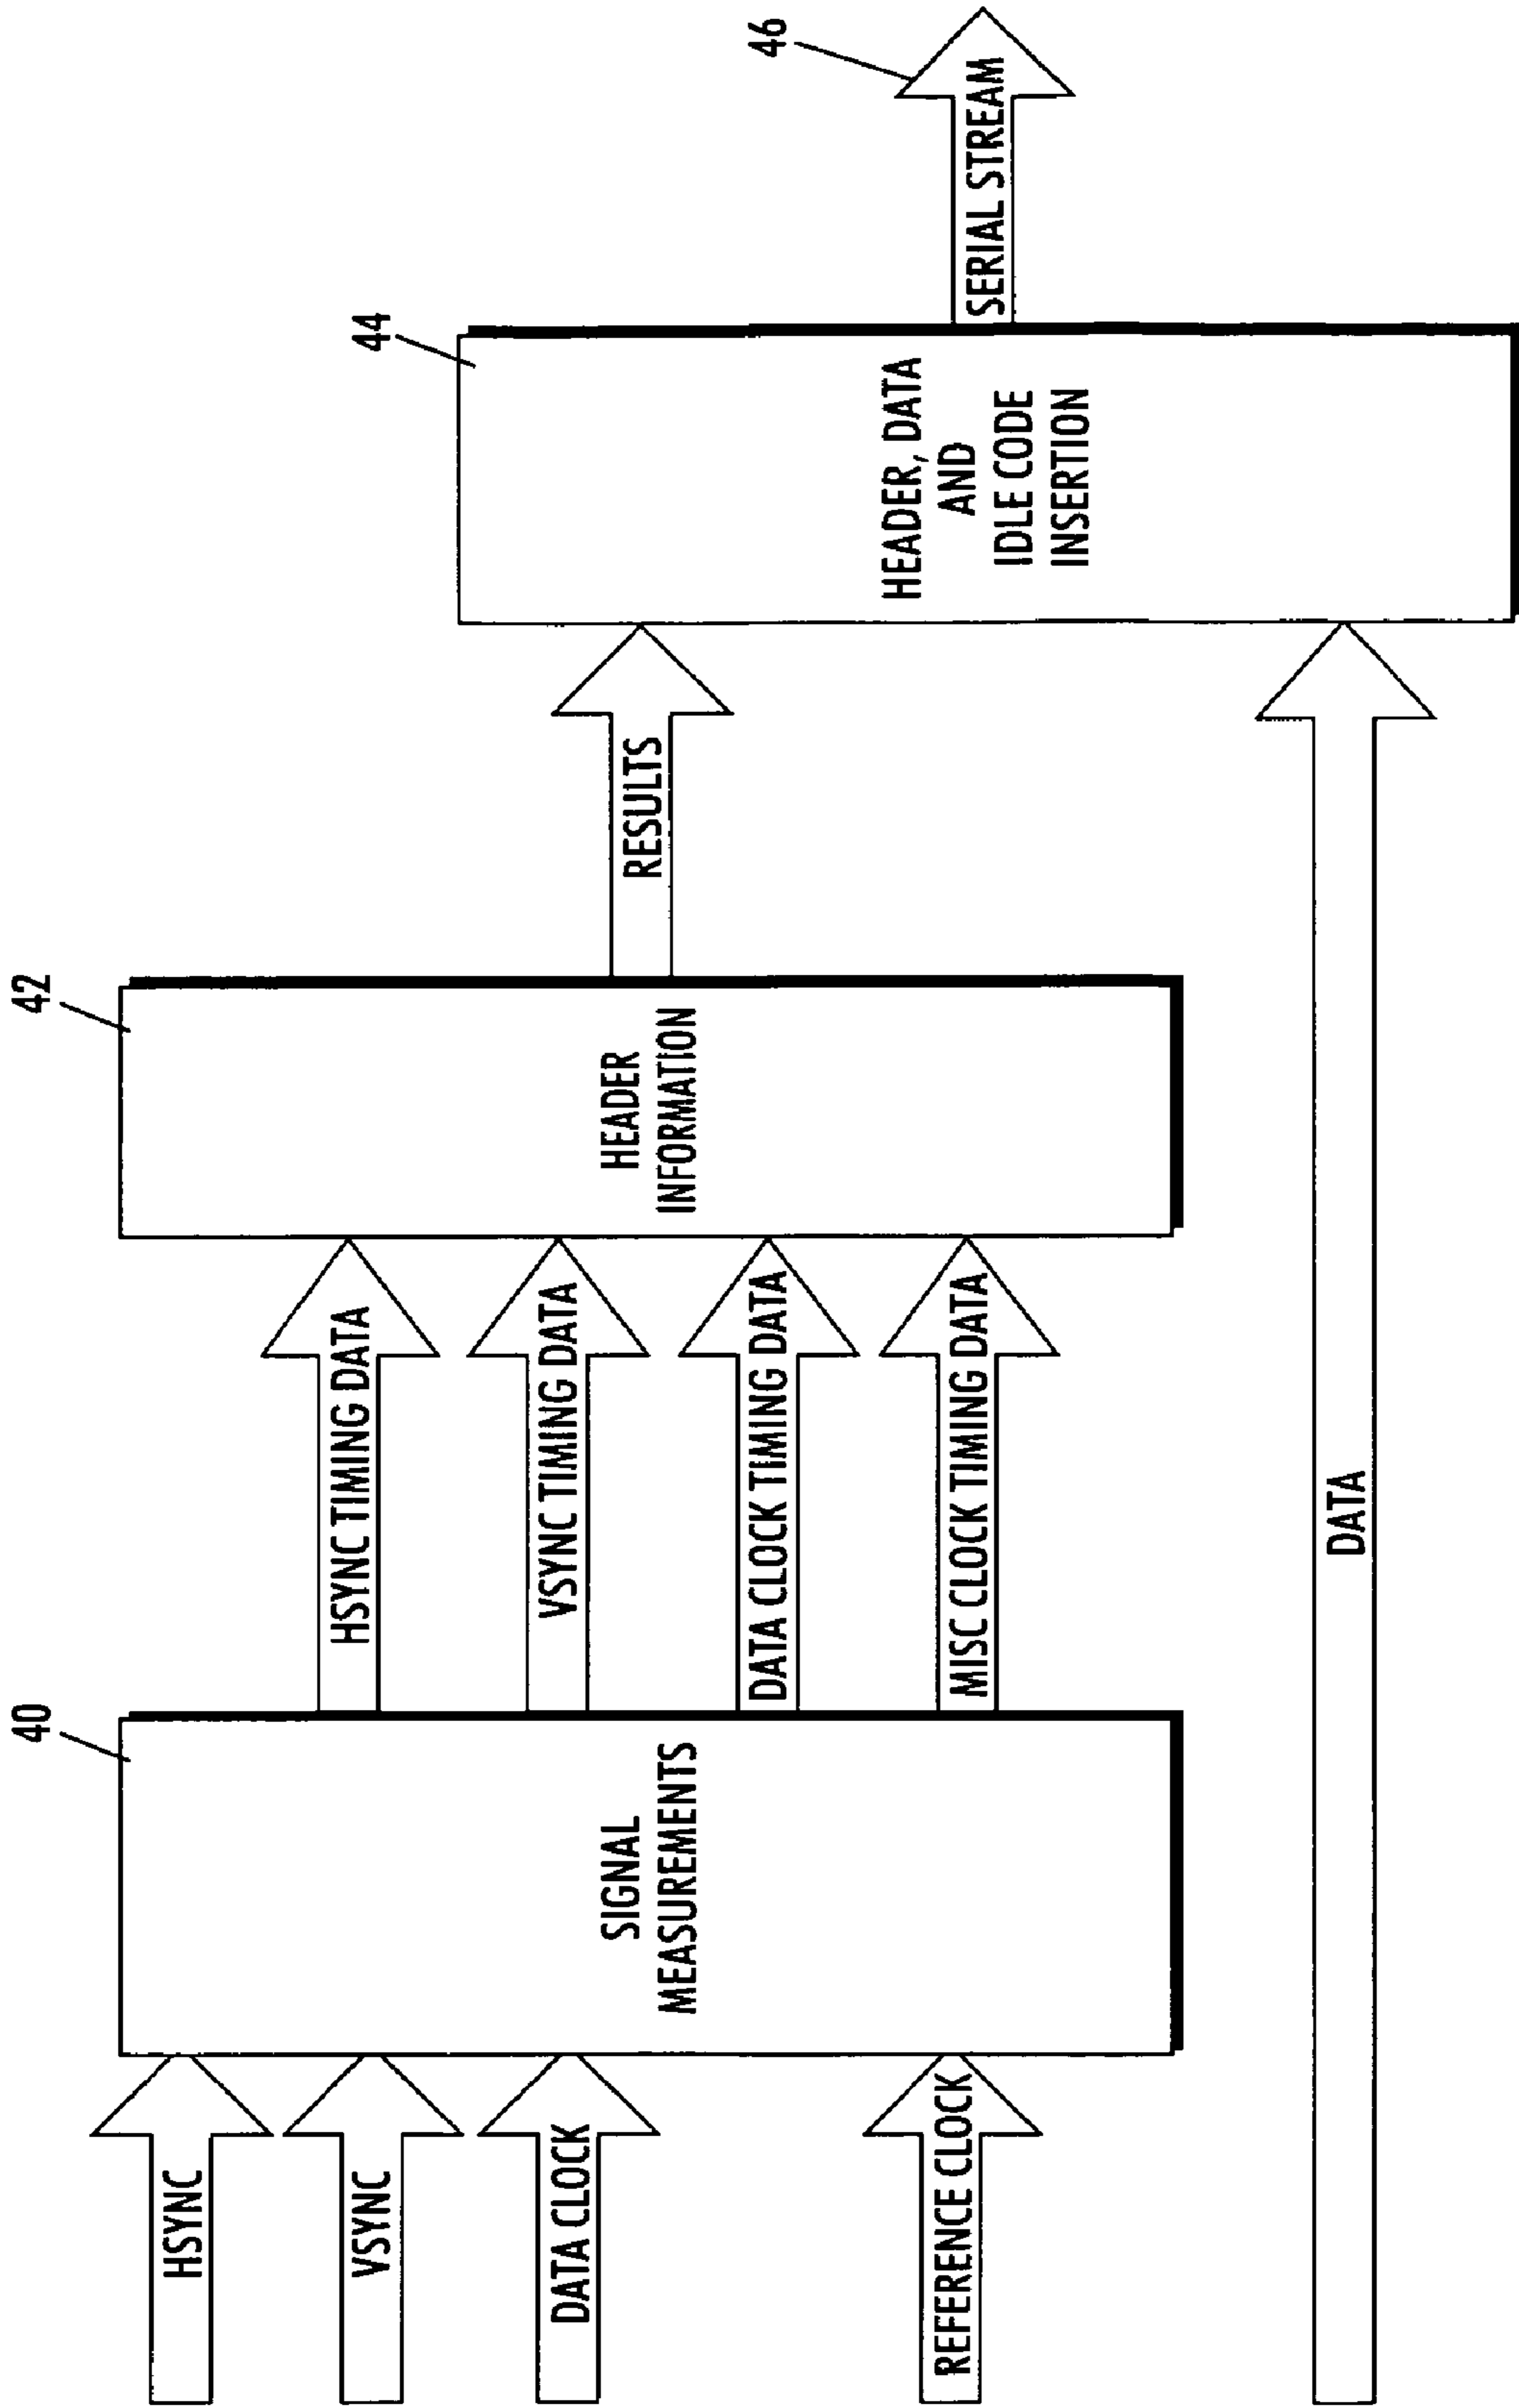 HSYNC
VSYNC
DATA CLOCK
REFERENCE CLOCK
40
SIGNAL
MEASUREMENTS
HSYNC TIMING DATA
VSYNC TIMING DATA
DATA CLOCK TIMING DATA
MISC CLOCK TIMING DATA
DATA
42
HEADER
INFORMATION
RESULTS
44
HEADER, DATA
AND
IDLE CODE
INSERTION
46
SERIAL STREAM